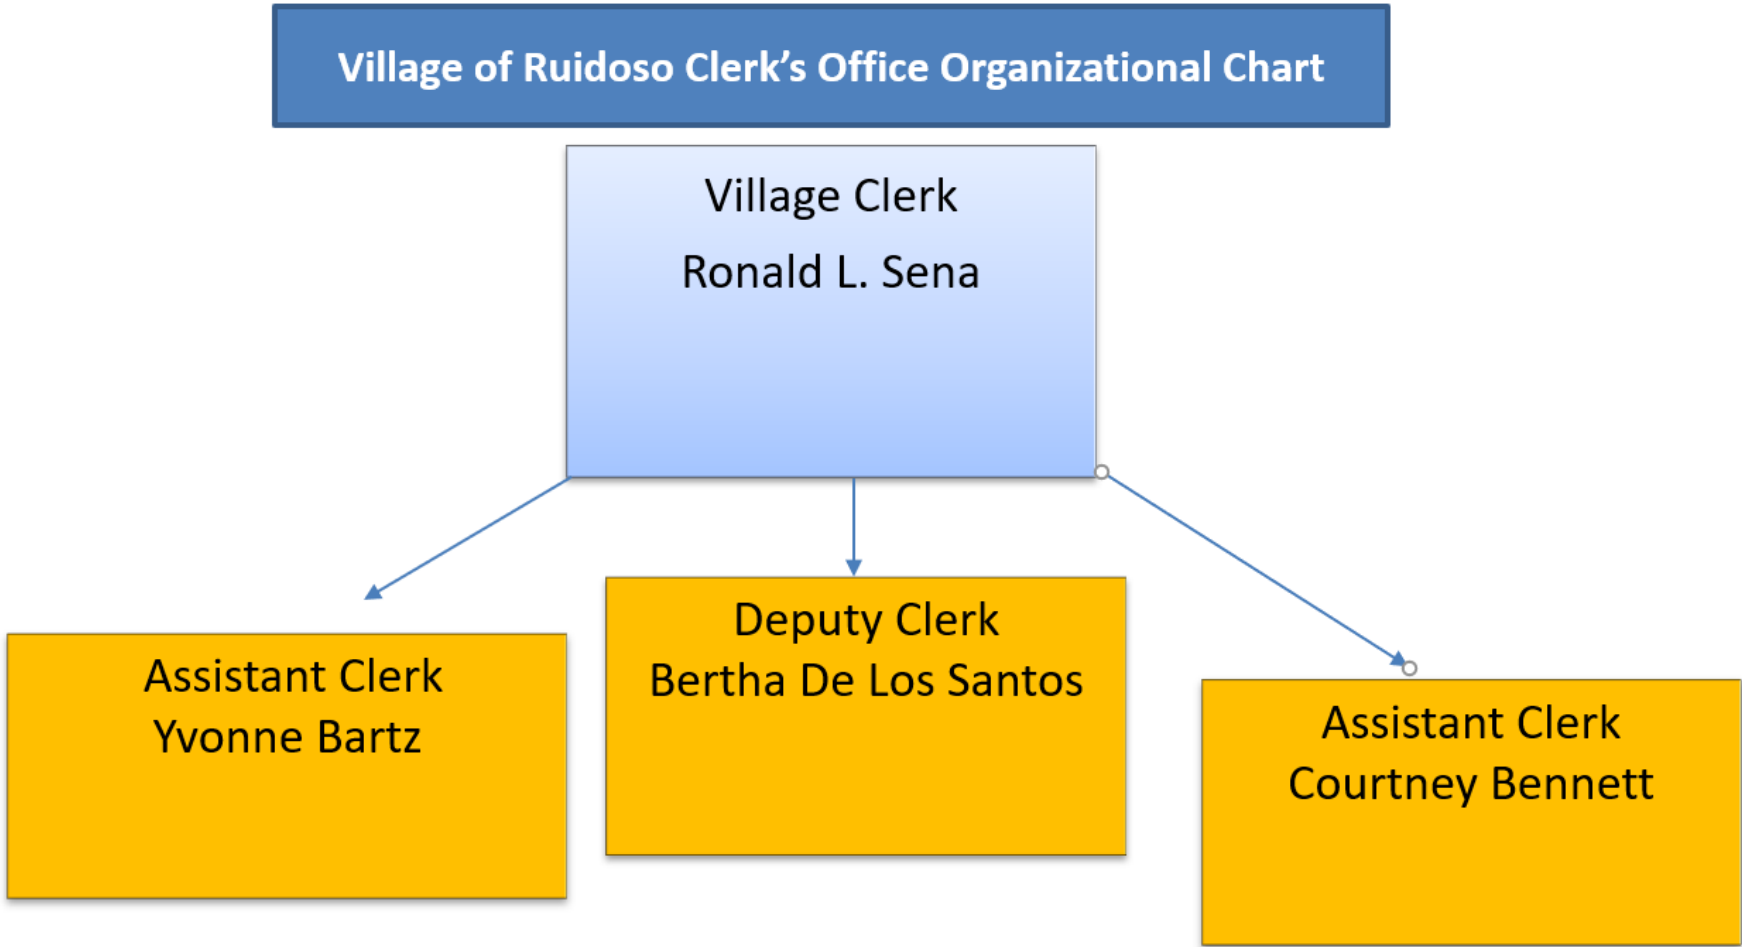 Village of Ruidoso Clerk’s Office Organizational Chart
Village Clerk
Ronald L. Sena
Assistant Clerk
Yvonne Bartz
Deputy Clerk
Bertha De Los Santos
Assistant Clerk
Courtney Bennett